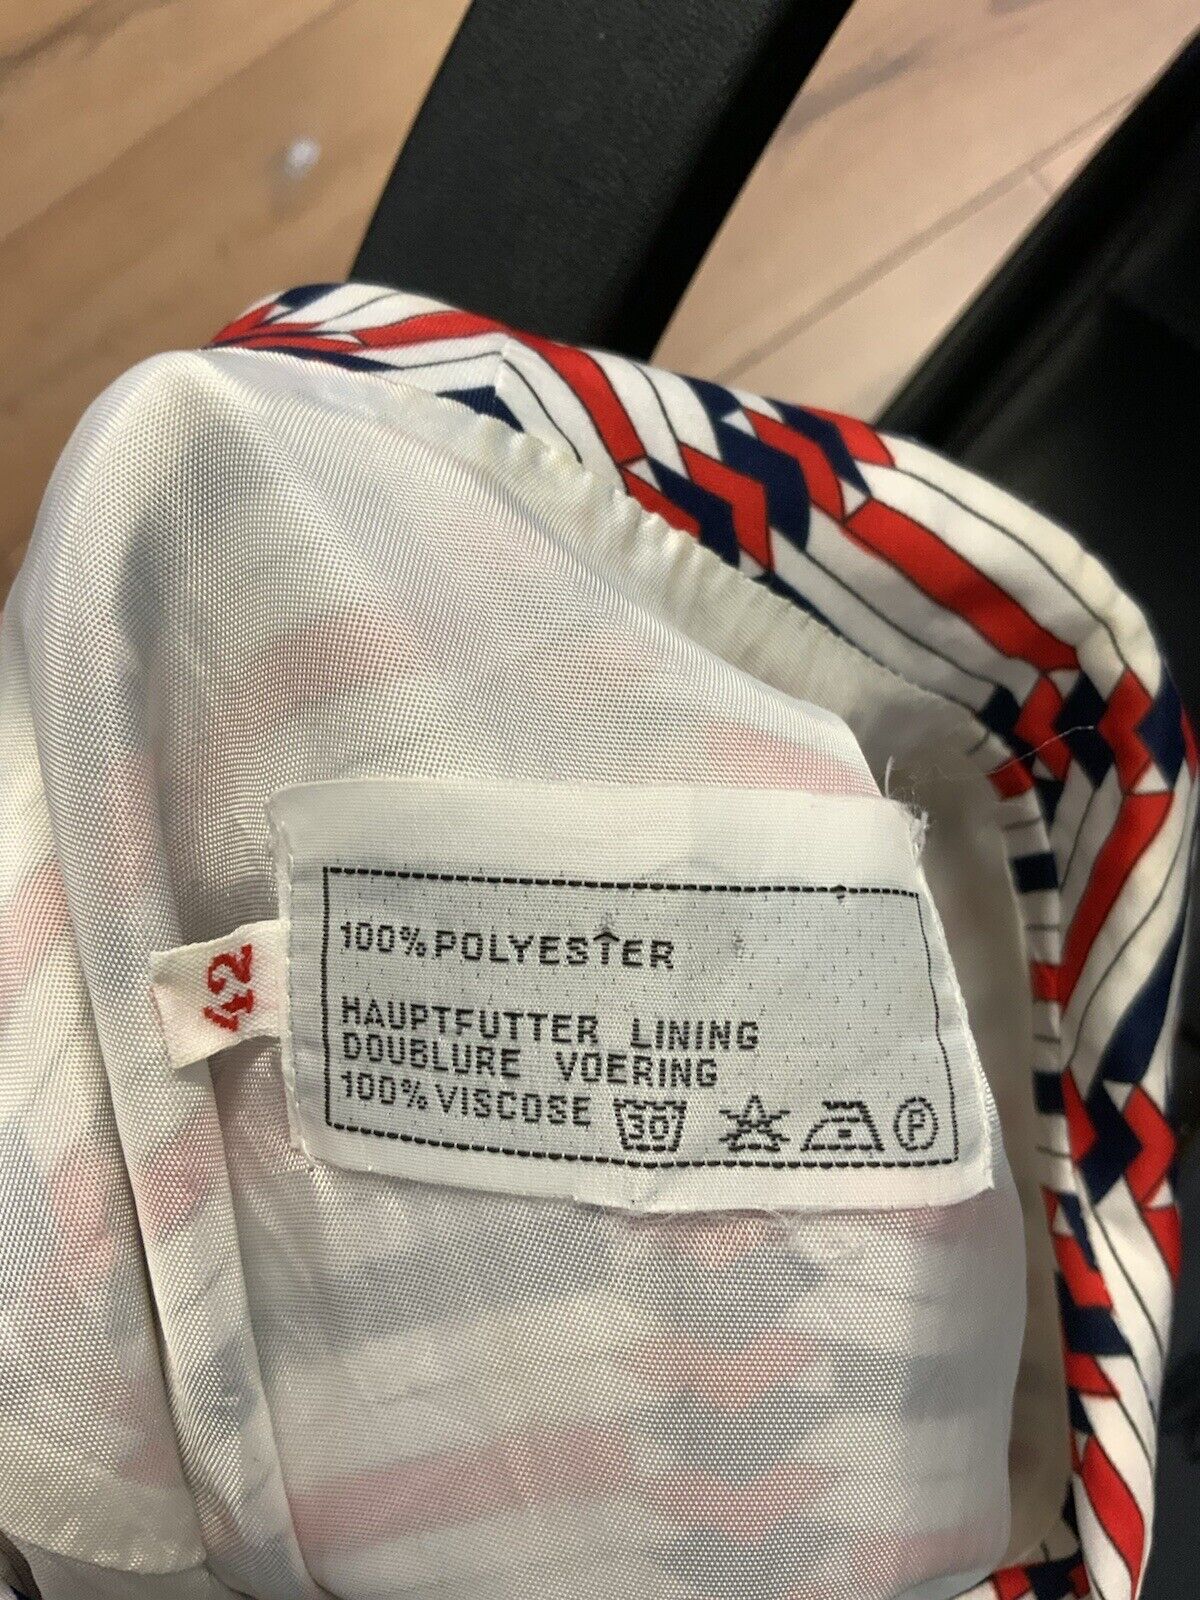 100% POLYESTER
HAUPTFUTTER LINING
DOUBLURE VOERING
100% VISCOSE 30 P
42